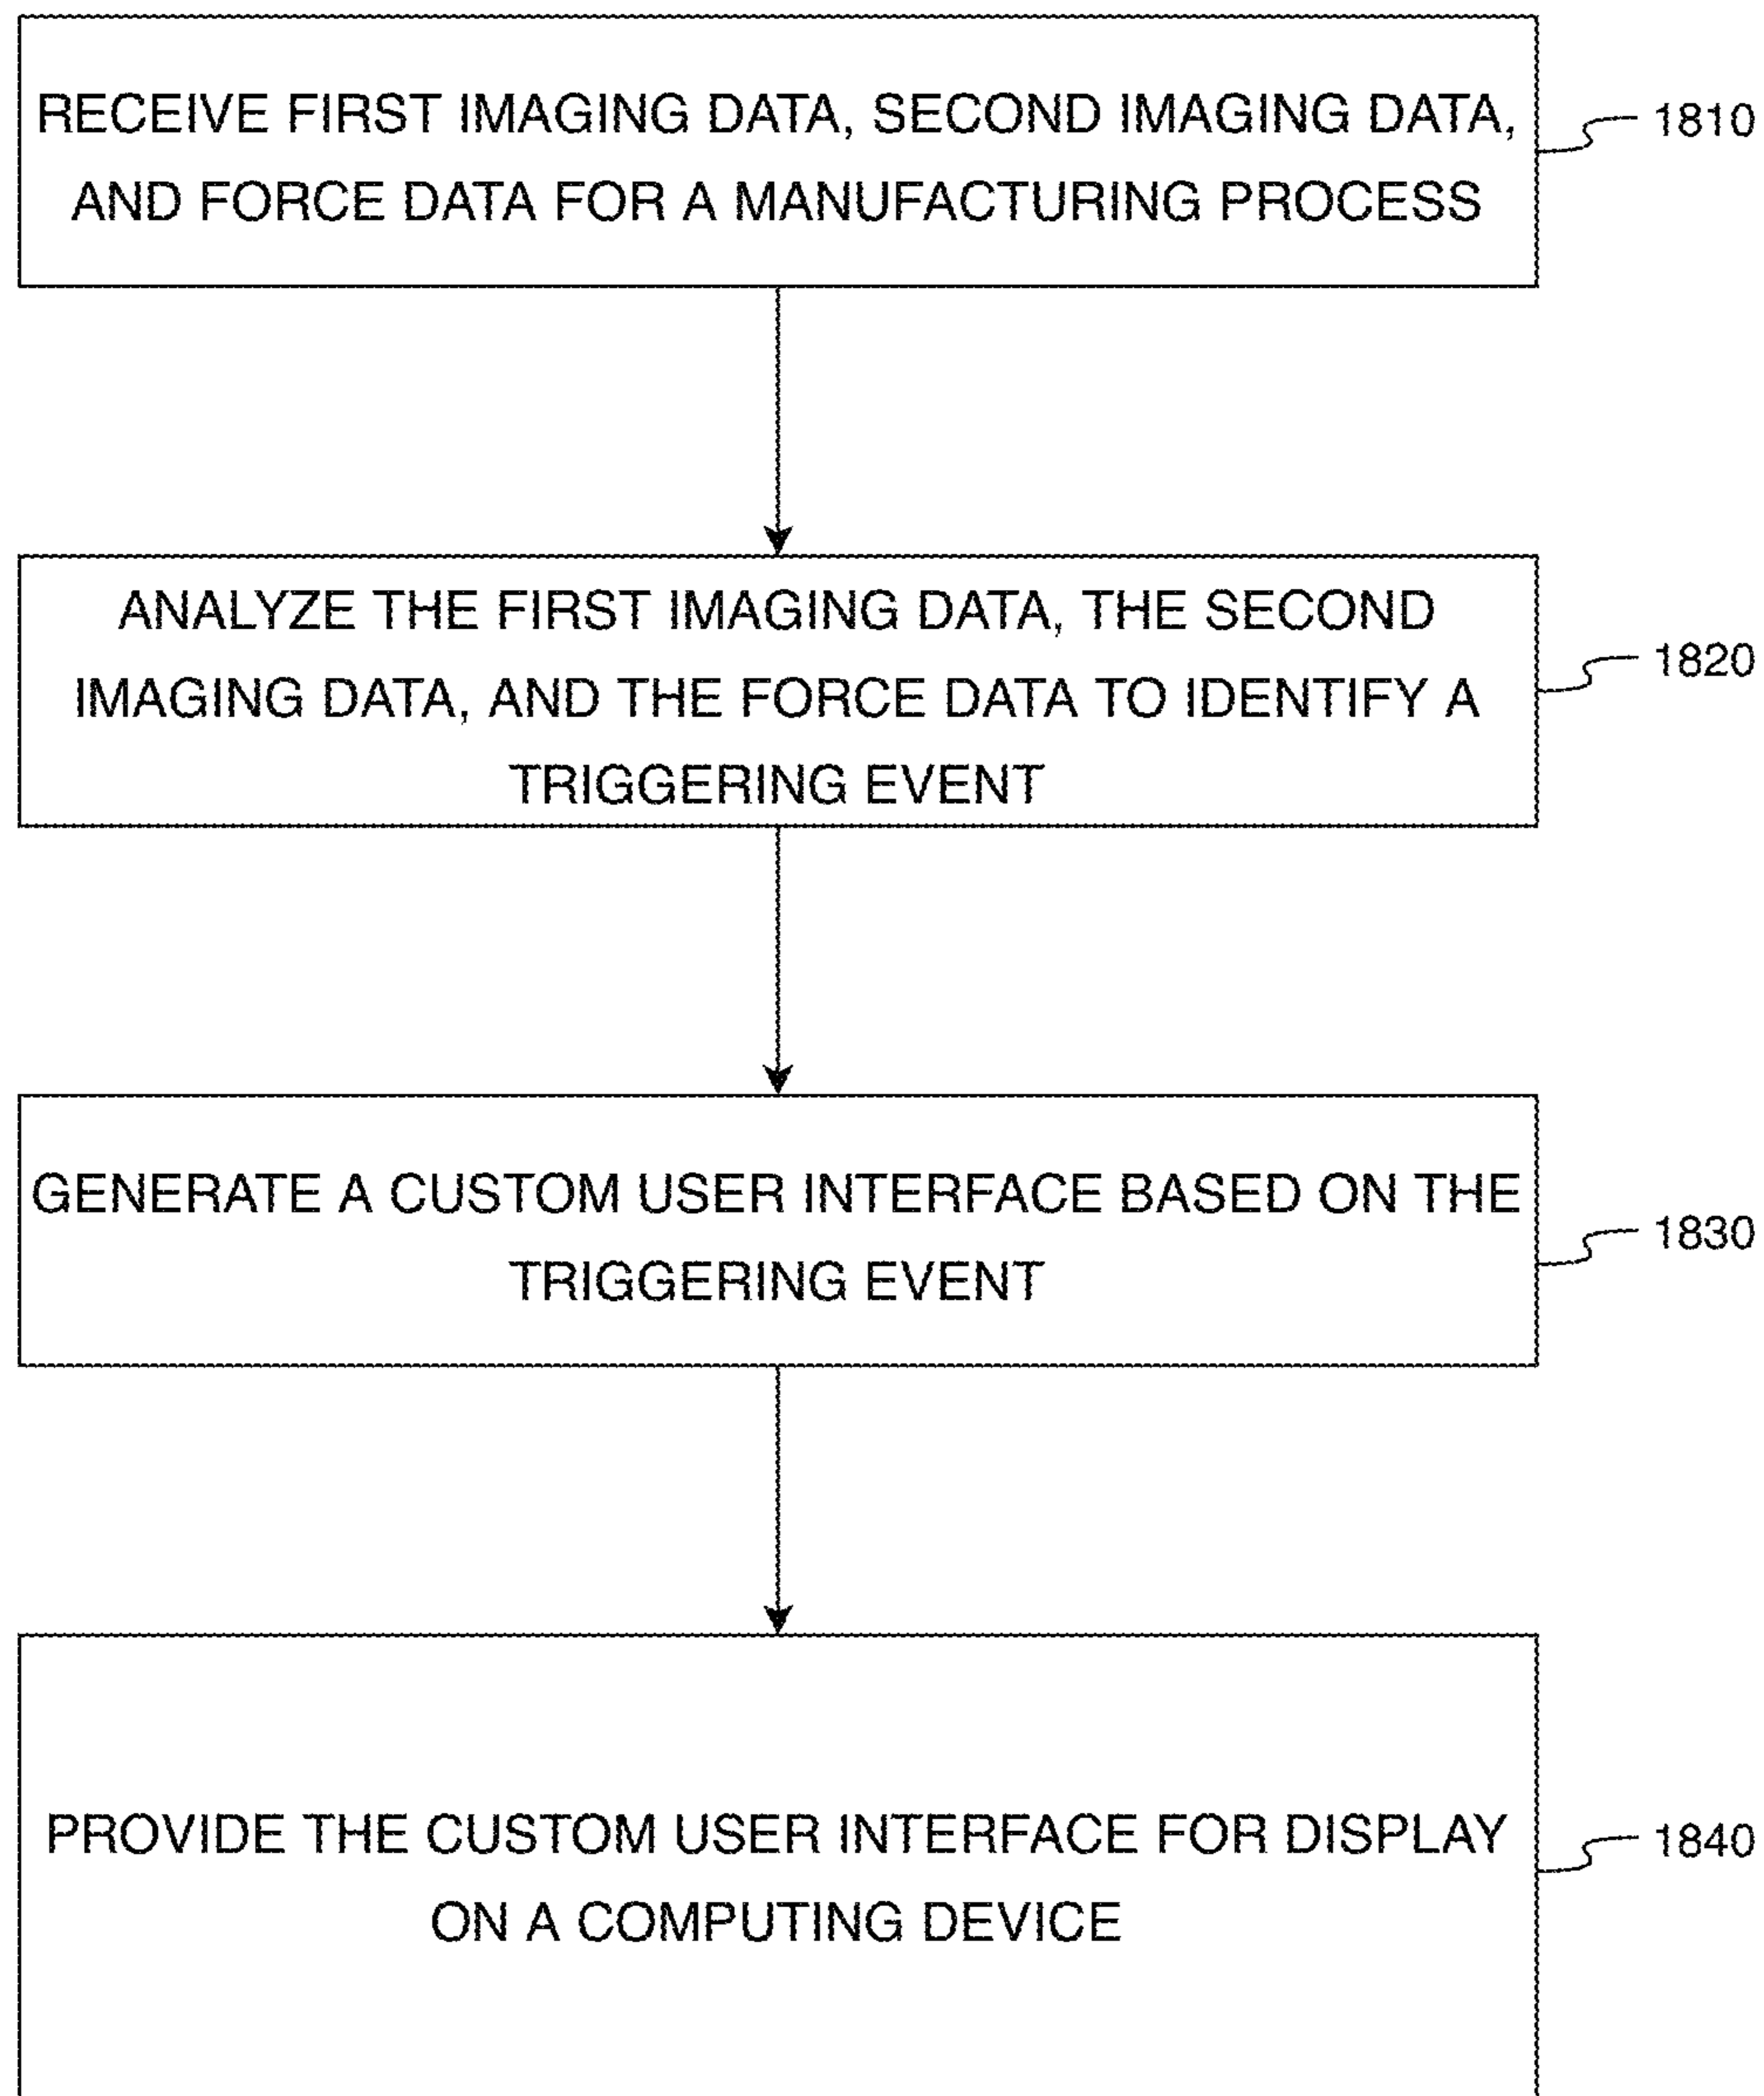 RECEIVE FIRST IMAGING DATA, SECOND IMAGING DATA,
AND FORCE DATA FOR A MANUFACTURING PROCESS
1810
ANALYZE THE FIRST IMAGING DATA, THE SECOND
IMAGING DATA, AND THE FORCE DATA TO IDENTIFY A
TRIGGERING EVENT
1820
GENERATE A CUSTOM USER INTERFACE BASED ON THE
TRIGGERING EVENT
1830
PROVIDE THE CUSTOM USER INTERFACE FOR DISPLAY
ON A COMPUTING DEVICE
1840